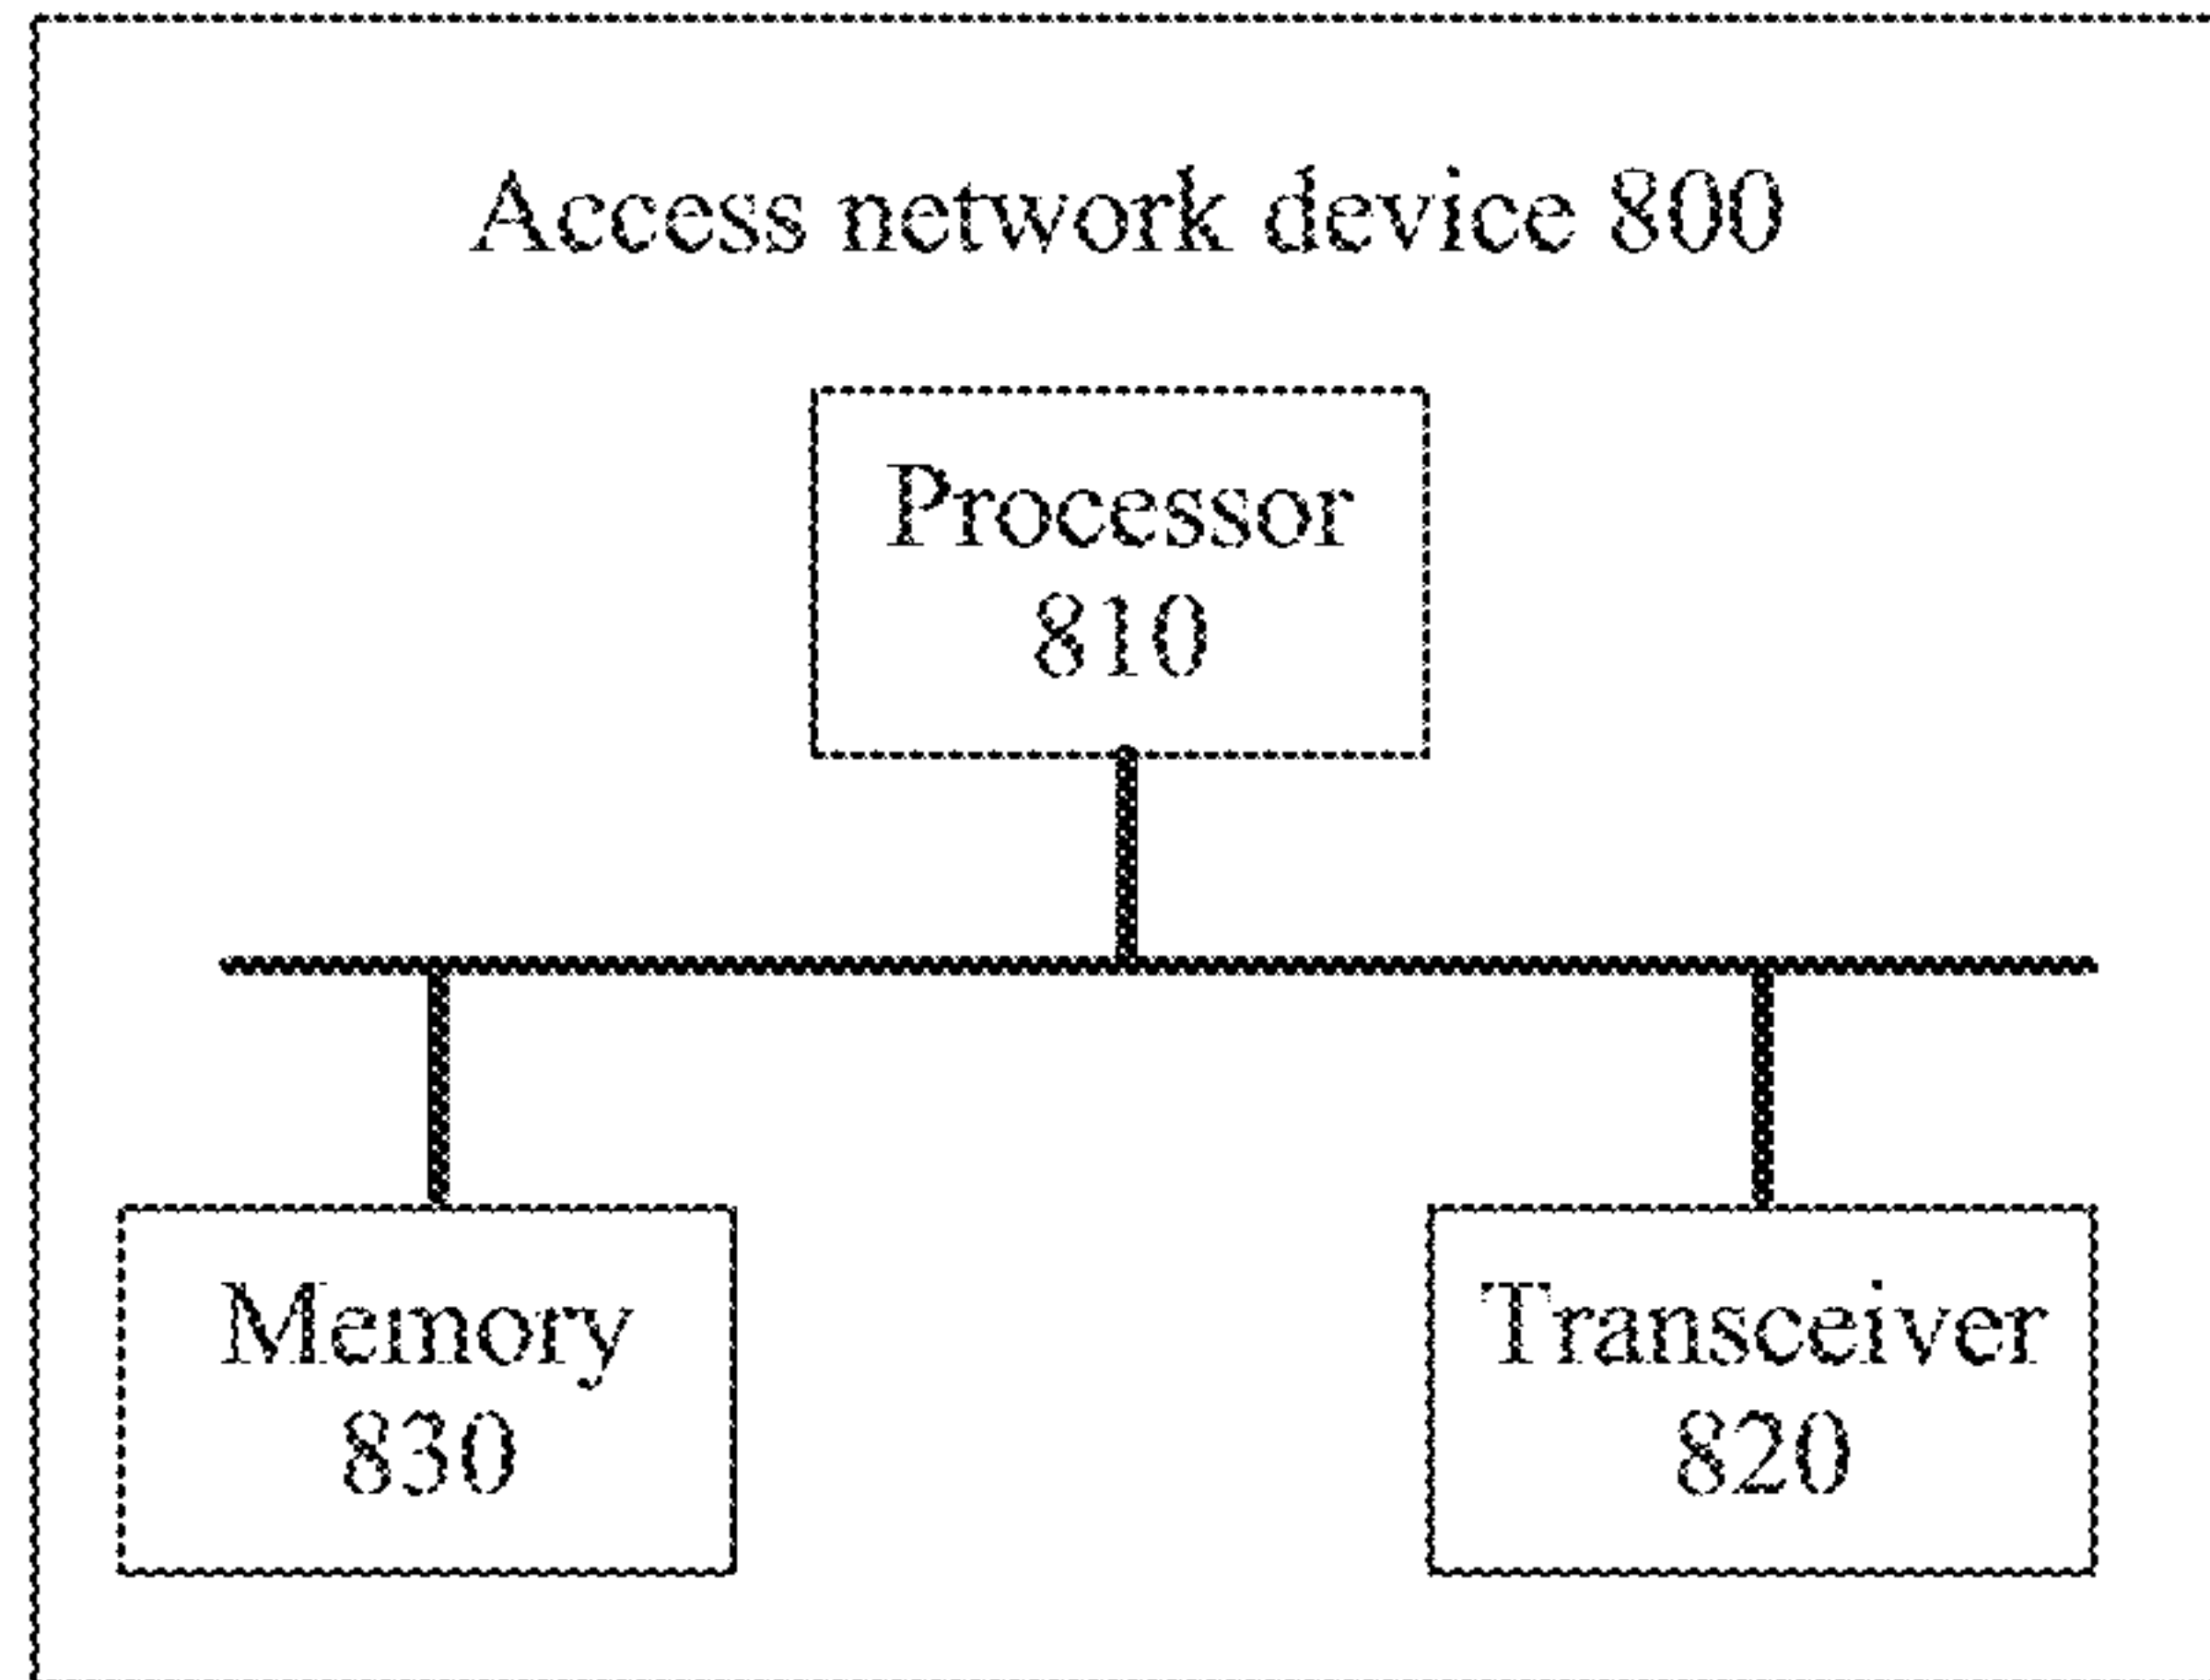 Access network device 800
Processor
810
Memory
830
Transceiver
820